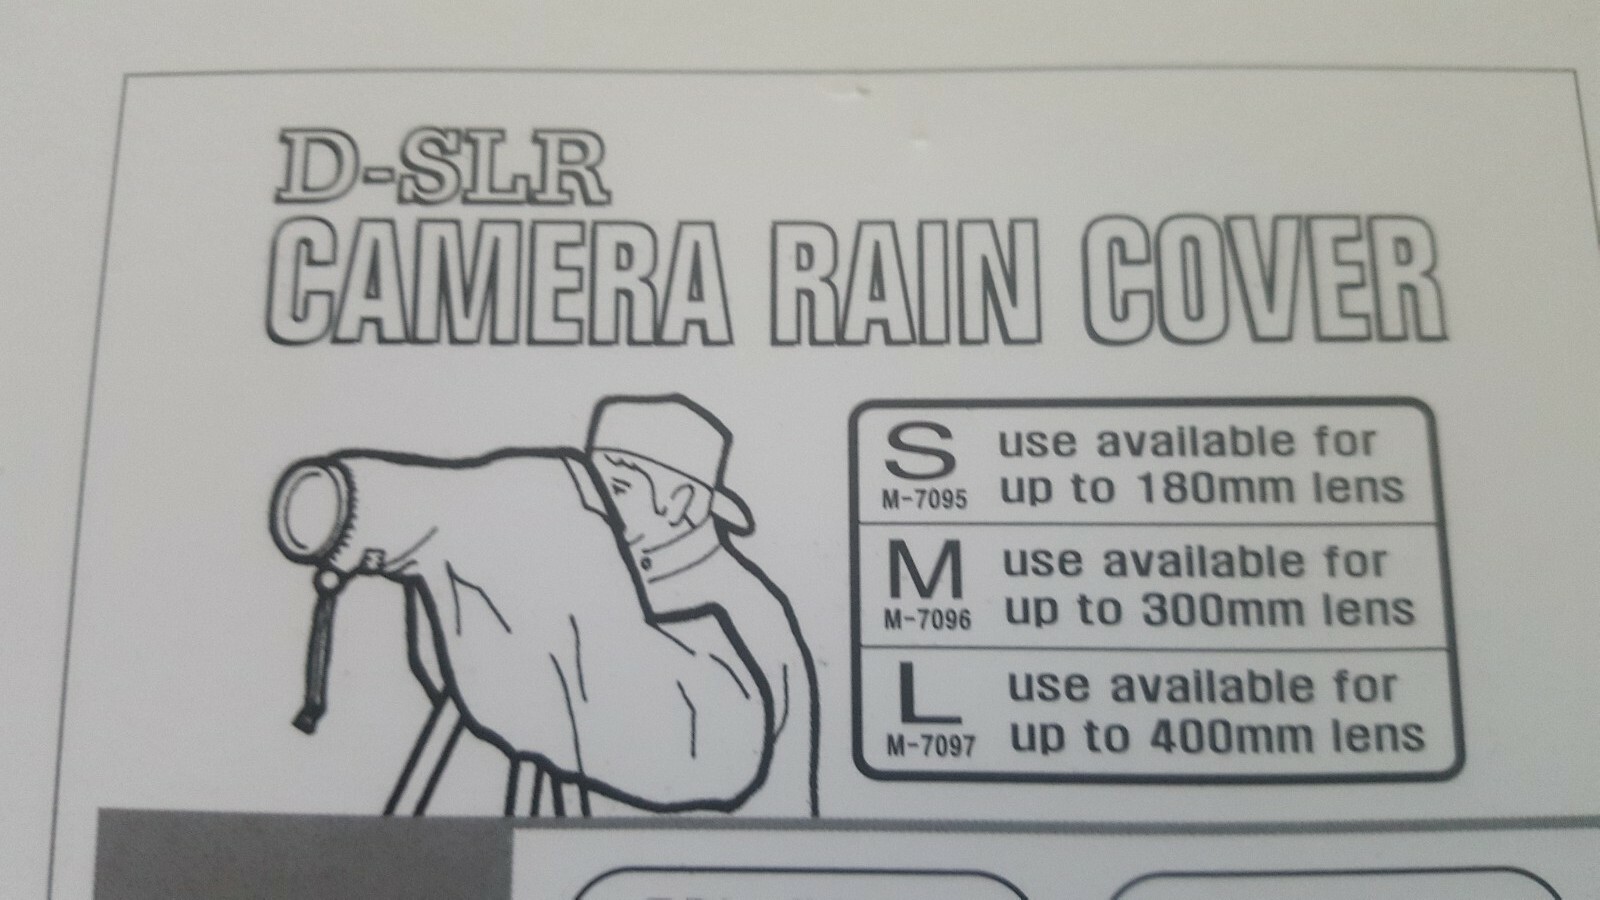 D-SLR
CAMERA RAIN COVER
S use available for
M-7095 up to 180mm lens
M use available for
M-7096 up to 300mm lens
L use available for
M-7097 up to 400mm lens